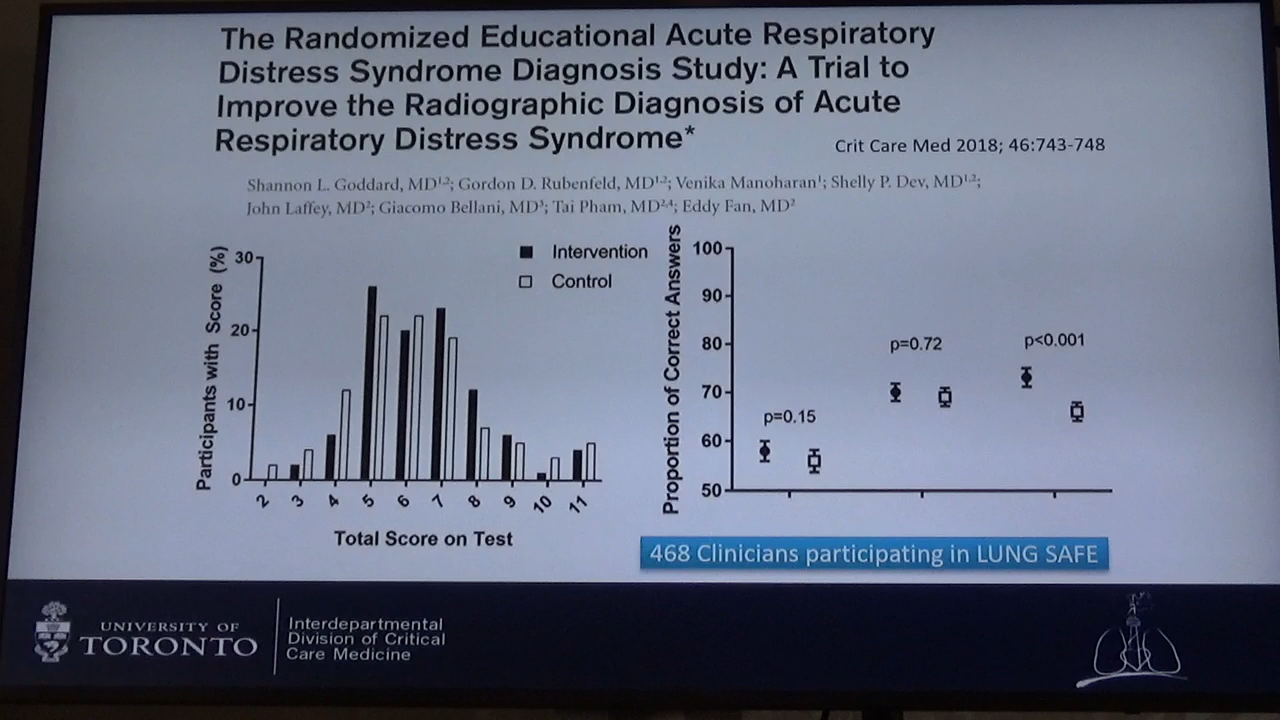 The Randomized Educational Acute Respiratory
Distress Syndrome Diagnosis Study: A Trial to
Improve the Radiographic Diagnosis of Acute
Respiratory Distress Syndrome*
Crit Care Med 2018; 46:743-748
Shannon L. Goddard, MD1,2; Gordon D. Rubenfeld, MD1,2; Venika Manoharan1; Shelly P. Dev, MD1,2;
John Laffey, MD2; Giacomo Bellani, MD3; Tai Pham, MD2,4; Eddy Fan, MD2
Participants with Score (%)
30
20
10
0
2 3 4 5 6 7 8 9 10 11
Total Score on Test
Intervention
Control
Proportion of Correct Answers
100
90
80
70
60
50
p=0.15
p=0.72
p<0.001
468 Clinicians participating in LUNG SAFE
UNIVERSITY OF
TORONTO
Interdepartmental
Division of Critical
Care Medicine